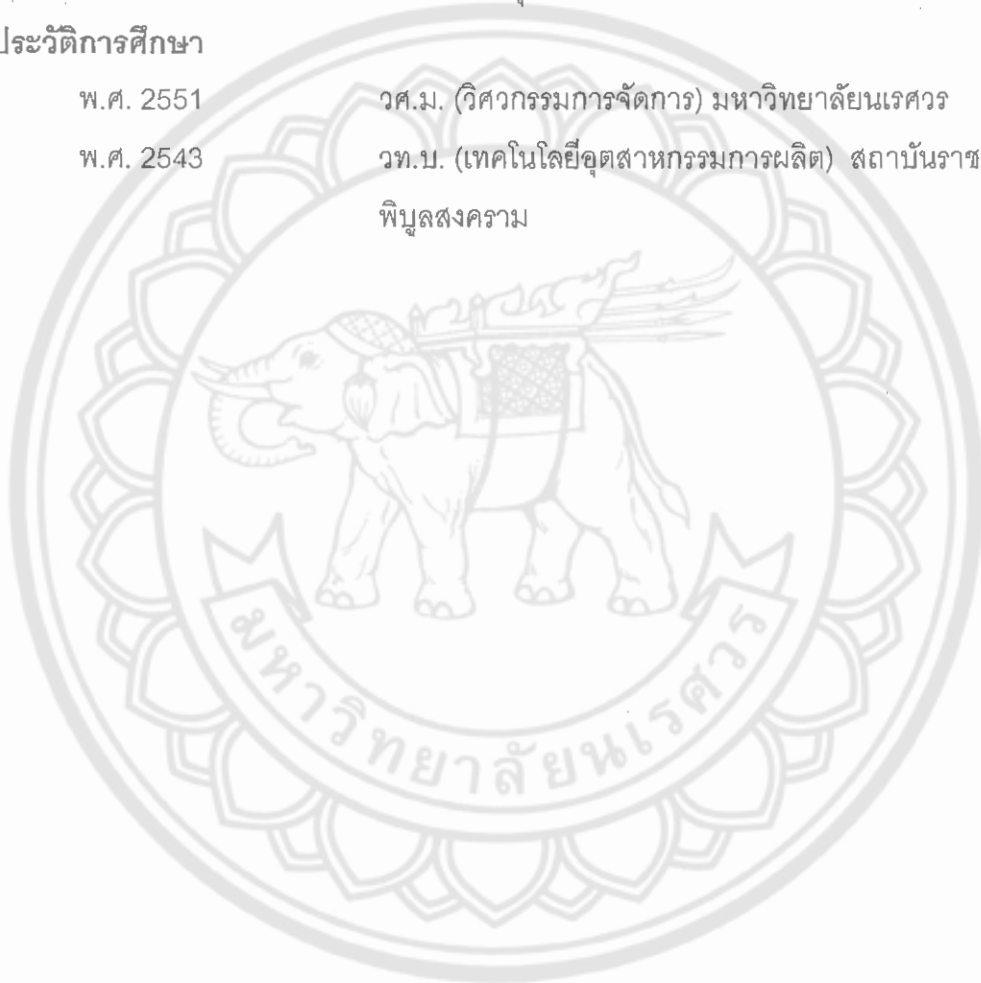 ประวัติการศึกษา
พ.ศ. 2551 วศ.ม. (วิศวกรรมการจัดการ) มหาวิทยาลัยนเรศวร
พ.ศ. 2543 วท.บ. (เทคโนโลยีอุตสาหกรรมการผลิต) สถาบันราช
พิบูลสงคราม
มหาวิทยาลัยนเรศวร